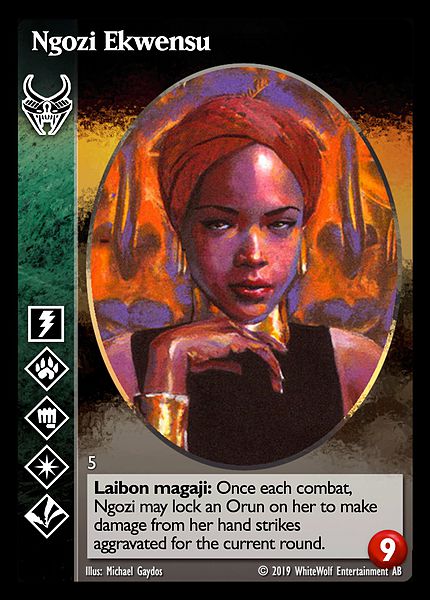 Ngozi Ekwensu
5
Laibon magaji: Once each combat,
Ngozi may lock an Orun on her to make
damage from her hand strikes
aggravated for the current round.
9
Illus: Michael Gaydos © 2019 WhiteWolf Entertainment AB